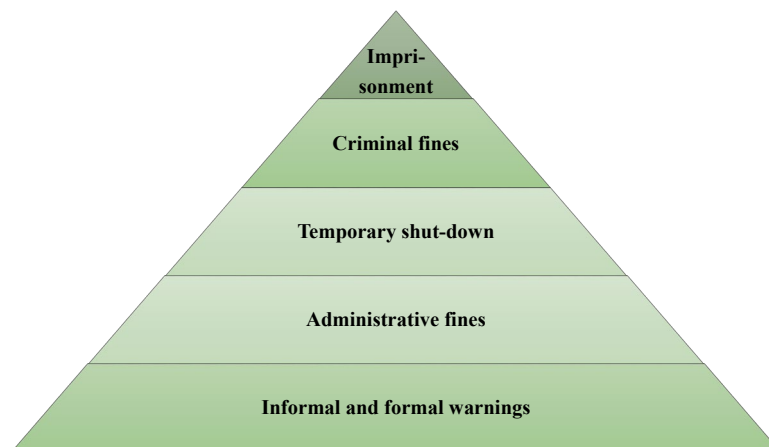 Impri-
sonment
Criminal fines
Temporary shut-down
Administrative fines
Informal and formal warnings